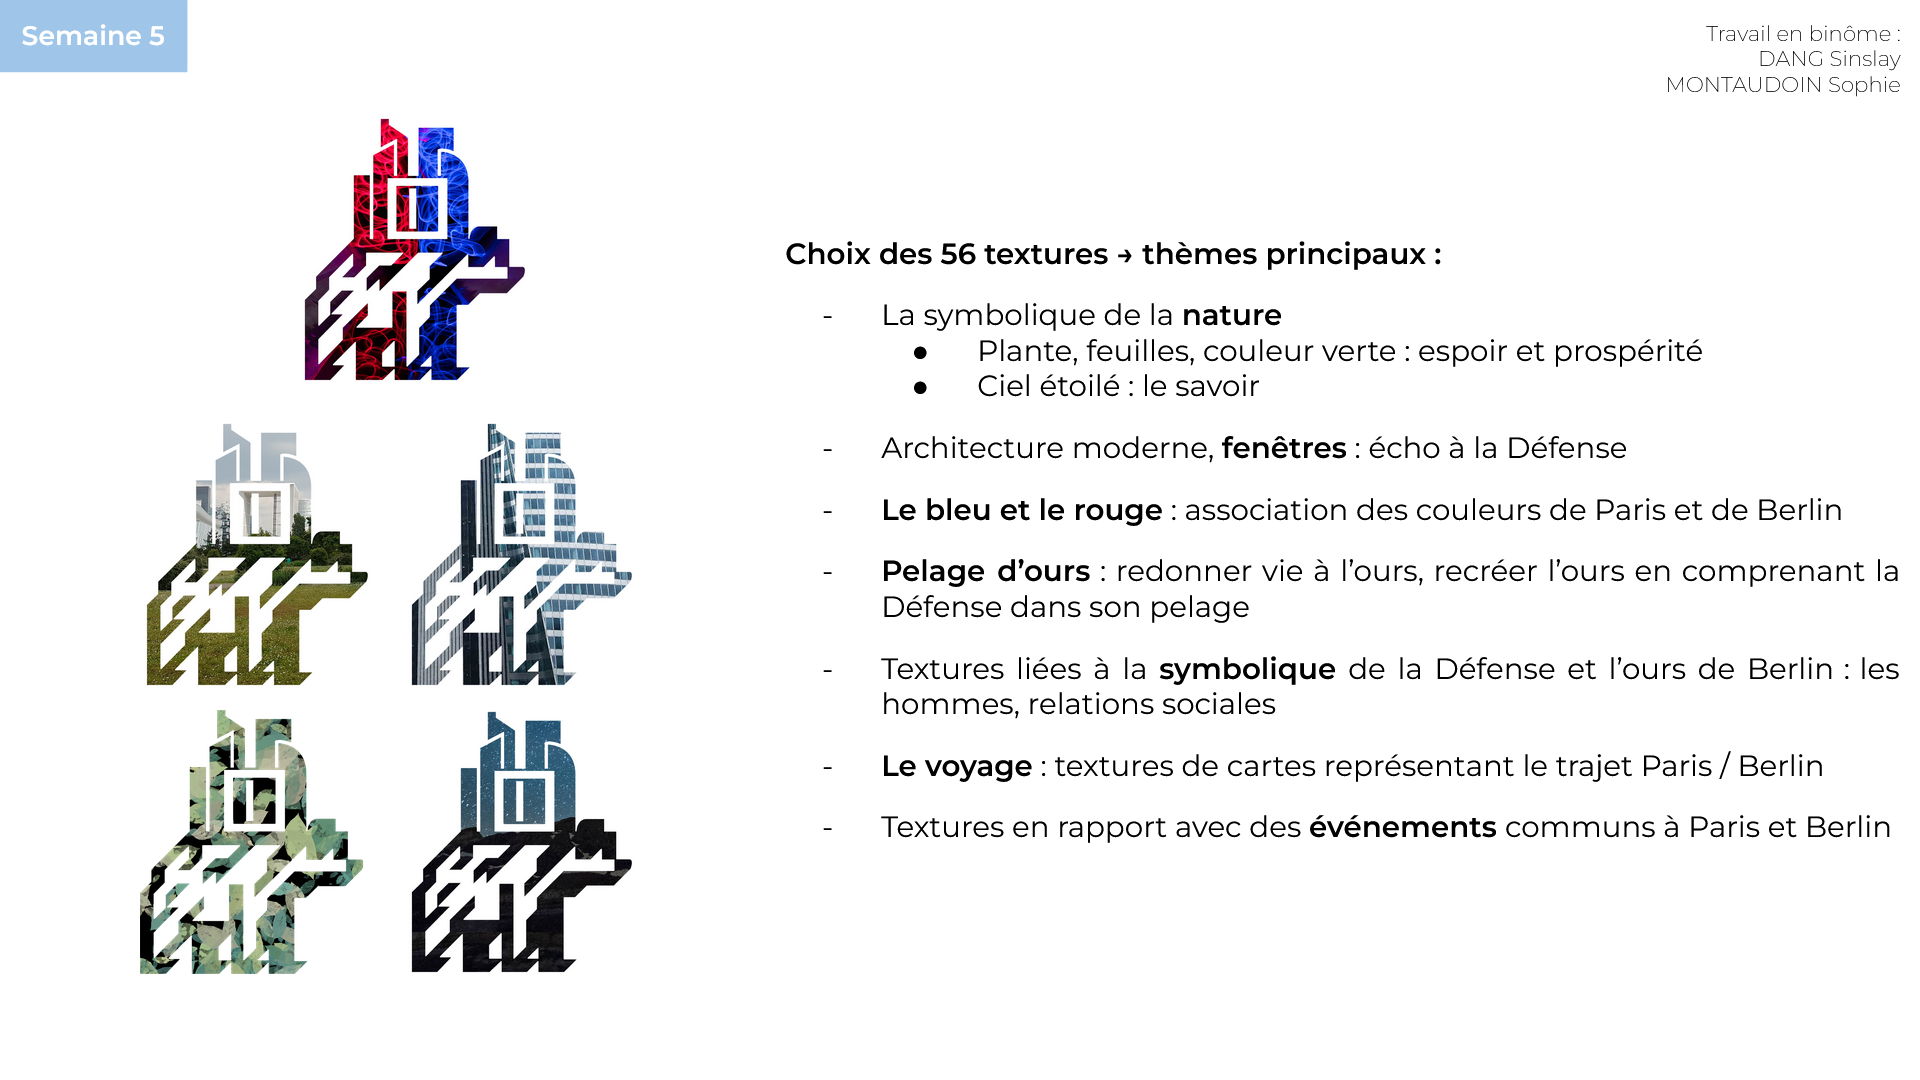 Semaine 5
Travail en binôme :
DANG Sinslay
MONTAUDOIN Sophie
Choix des 56 textures → thèmes principaux :
- La symbolique de la nature
● Plante, feuilles, couleur verte : espoir et prospérité
● Ciel étoilé : le savoir
- Architecture moderne, fenêtres : écho à la Défense
- Le bleu et le rouge : association des couleurs de Paris et de Berlin
- Pelage d’ours : redonner vie à l’ours, recréer l’ours en comprenant la
Défense dans son pelage
- Textures liées à la symbolique de la Défense et l’ours de Berlin : les
hommes, relations sociales
- Le voyage : textures de cartes représentant le trajet Paris / Berlin
- Textures en rapport avec des événements communs à Paris et Berlin